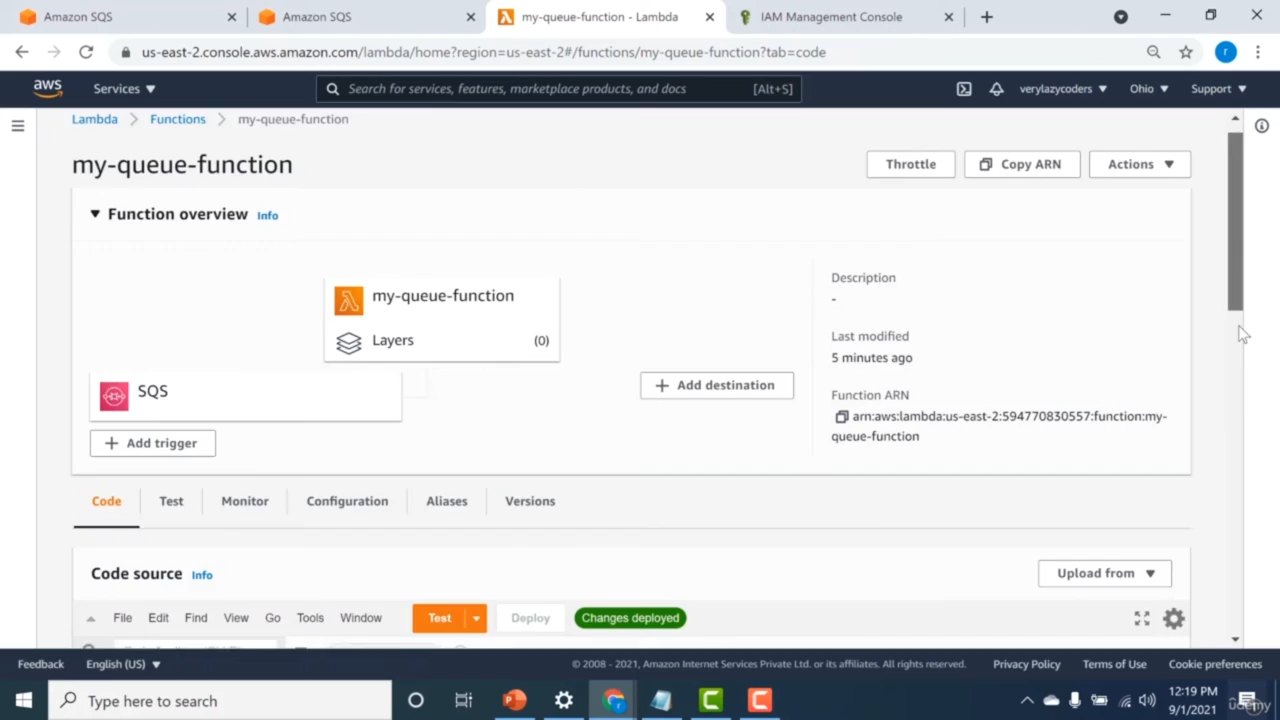 Amazon SQS
Amazon SQS
my-queue-function - Lambda
IAM Management Console
us-east-2.console.aws.amazon.com/lambda/home?region=us-east-2#/functions/my-queue-function?tab=code
r
aws
Services
Search for services, features, marketplace products, and docs
[Alt+S]
verylazycoders
Ohio
Support
Lambda
Functions
my-queue-function
my-queue-function
Throttle
Copy ARN
Actions
Function overview
Info
my-queue-function
Layers
(0)
SQS
Add trigger
Add destination
Description
-
Last modified
5 minutes ago
Function ARN
arn:aws:lambda:us-east-2:594770830557:function:my-
queue-function
Code
Test
Monitor
Configuration
Aliases
Versions
Code source
Info
Upload from
File
Edit
Find
View
Go
Tools
Window
Test
Deploy
Changes deployed
Feedback
English (US)
© 2008 - 2021, Amazon Internet Services Private Ltd. or its affiliates. All rights reserved.
Privacy Policy
Terms of Use
Cookie preferences
Type here to search
12:19 PM
9/1/2021
udemy